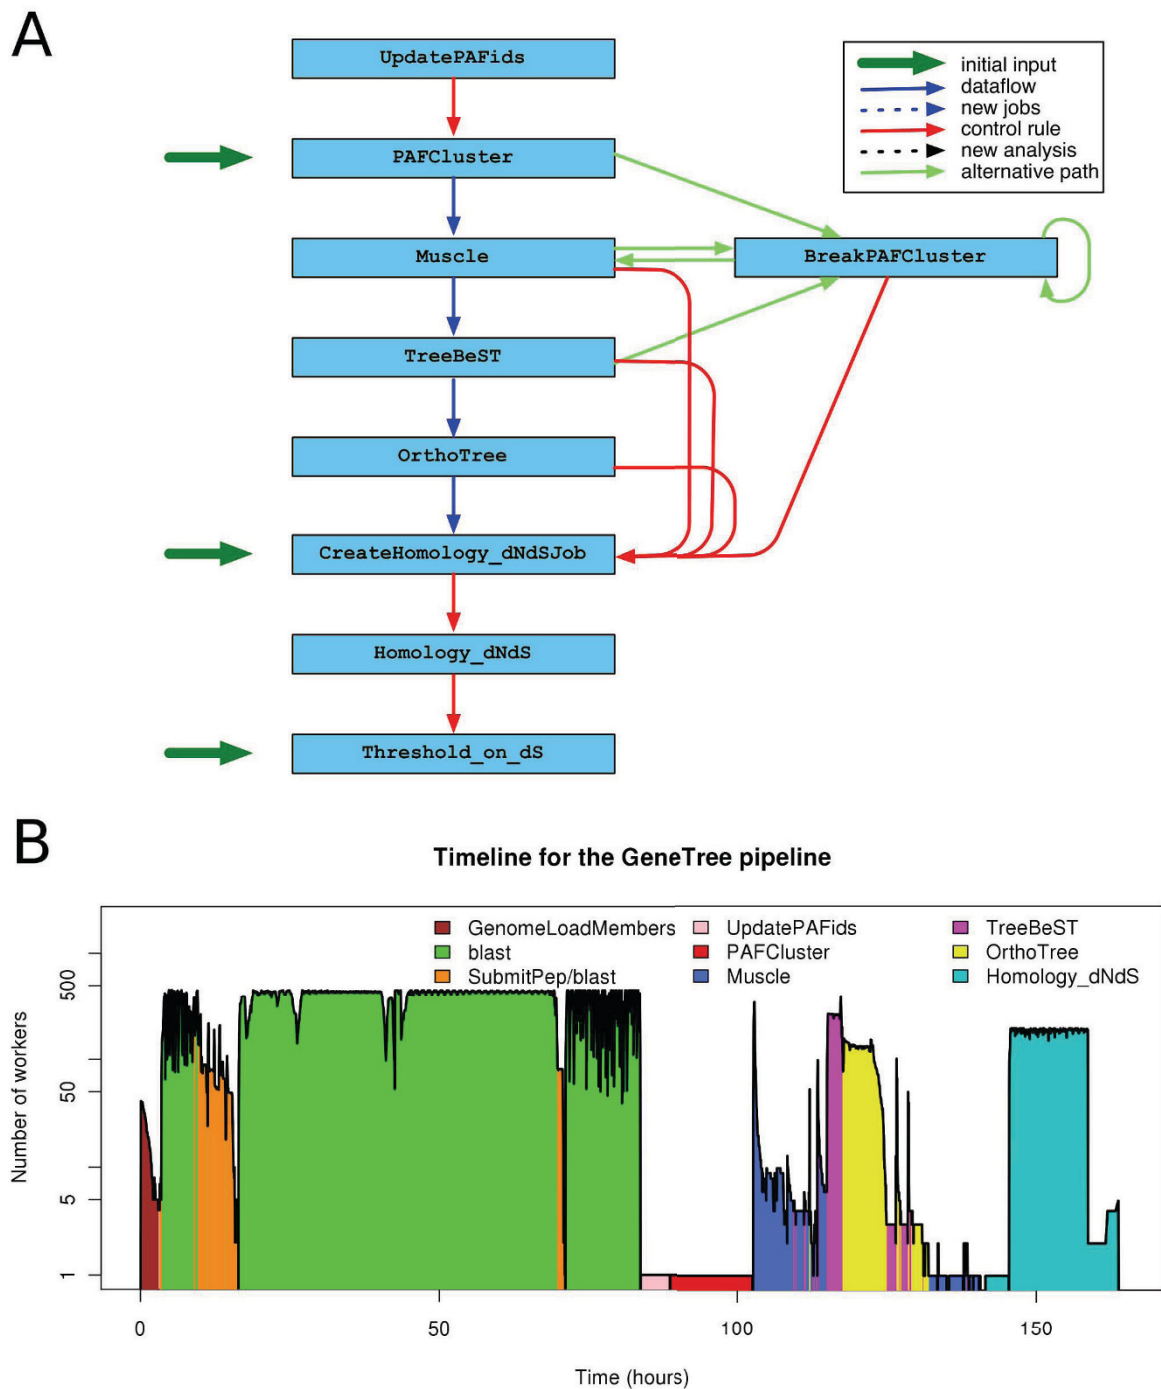 A
UpdatePAFids
PAFCluster
Muscle
BreakPAFCluster
TreeBeST
OrthoTree
CreateHomology_dNdSJob
Homology_dNdS
Threshold_on_dS
initial input
dataflow
new jobs
control rule
new analysis
alternative path
B
Timeline for the GeneTree pipeline
GenomeLoadMembers
blast
SubmitPep/blast
UpdatePAFids
PAFCluster
Muscle
TreeBeST
OrthoTree
Homology_dNdS
Number of workers
500
50
5
1
0
50
100
150
Time (hours)